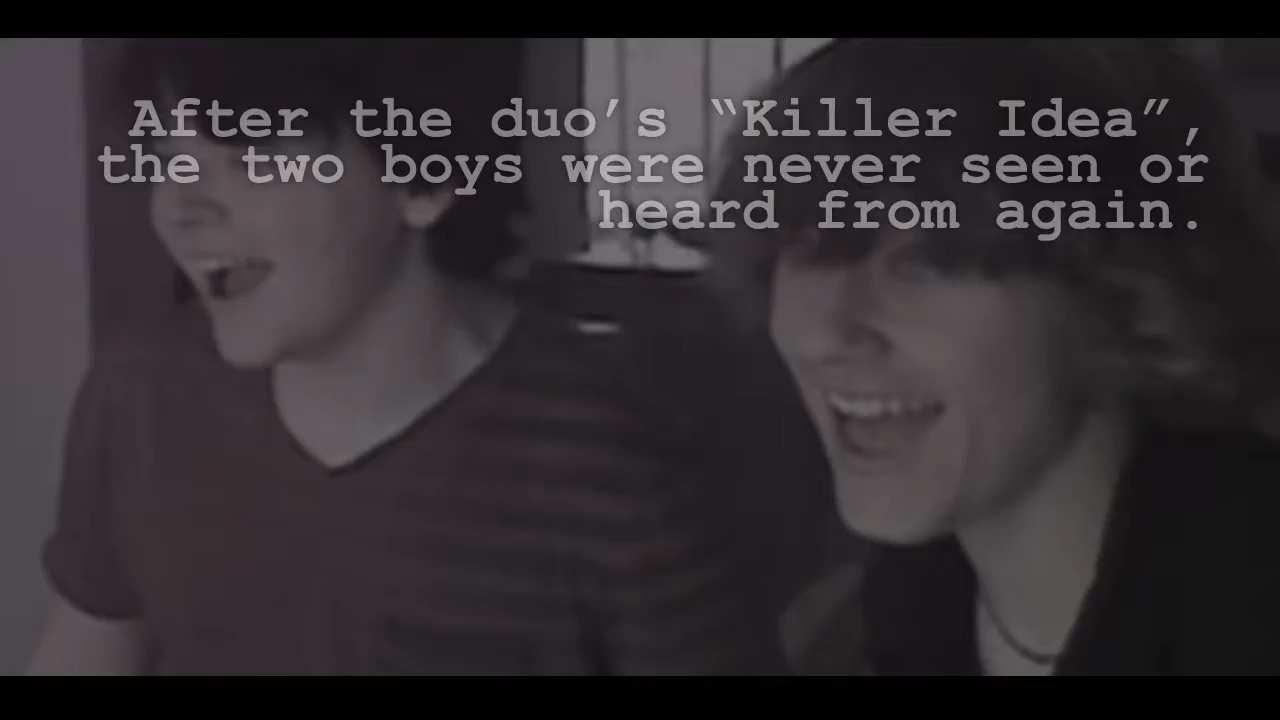 After the duo’s “Killer Idea”,
the two boys were never seen or
heard from again.